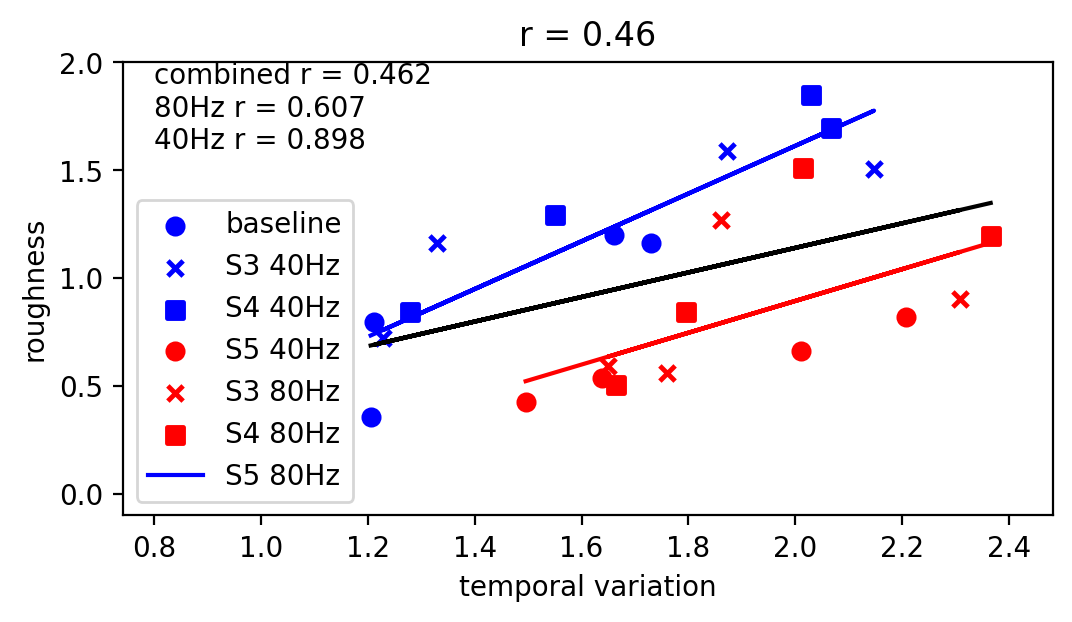 r = 0.46
combined r = 0.462
80Hz r = 0.607
40Hz r = 0.898
baseline
S3 40Hz
S4 40Hz
S5 40Hz
S3 80Hz
S4 80Hz
S5 80Hz
roughness
2.0
1.5
1.0
0.5
0.0
0.8 1.0 1.2 1.4 1.6 1.8 2.0 2.2 2.4
temporal variation